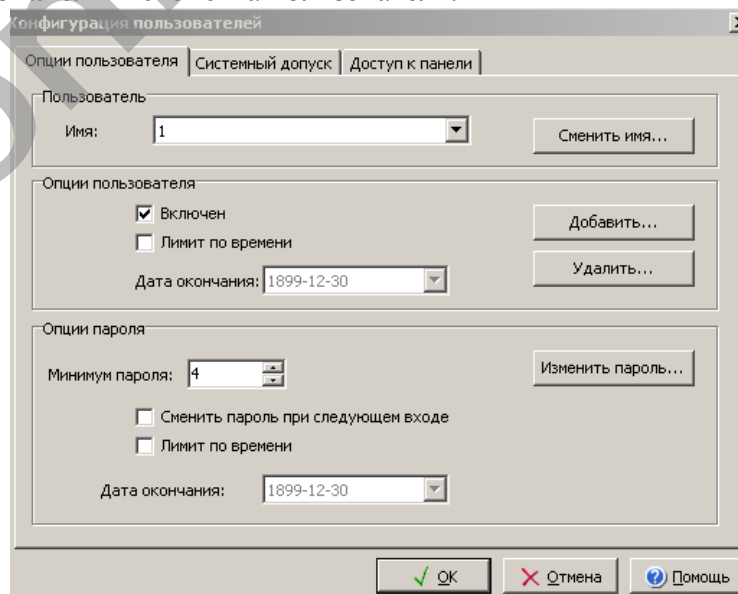 Конфигурация пользователей
Опции пользователя Системный допуск Доступ к панели
Пользователь
Имя: 1 Сменить имя...
Опции пользователя
Включен
Добавить...
Лимит по времени
Удалить...
Дата окончания: 1899-12-30
Опции пароля
Минимум пароля: 4 Изменить пароль...
Сменить пароль при следующем входе
Лимит по времени
Дата окончания: 1899-12-30
OK Отмена Помощь